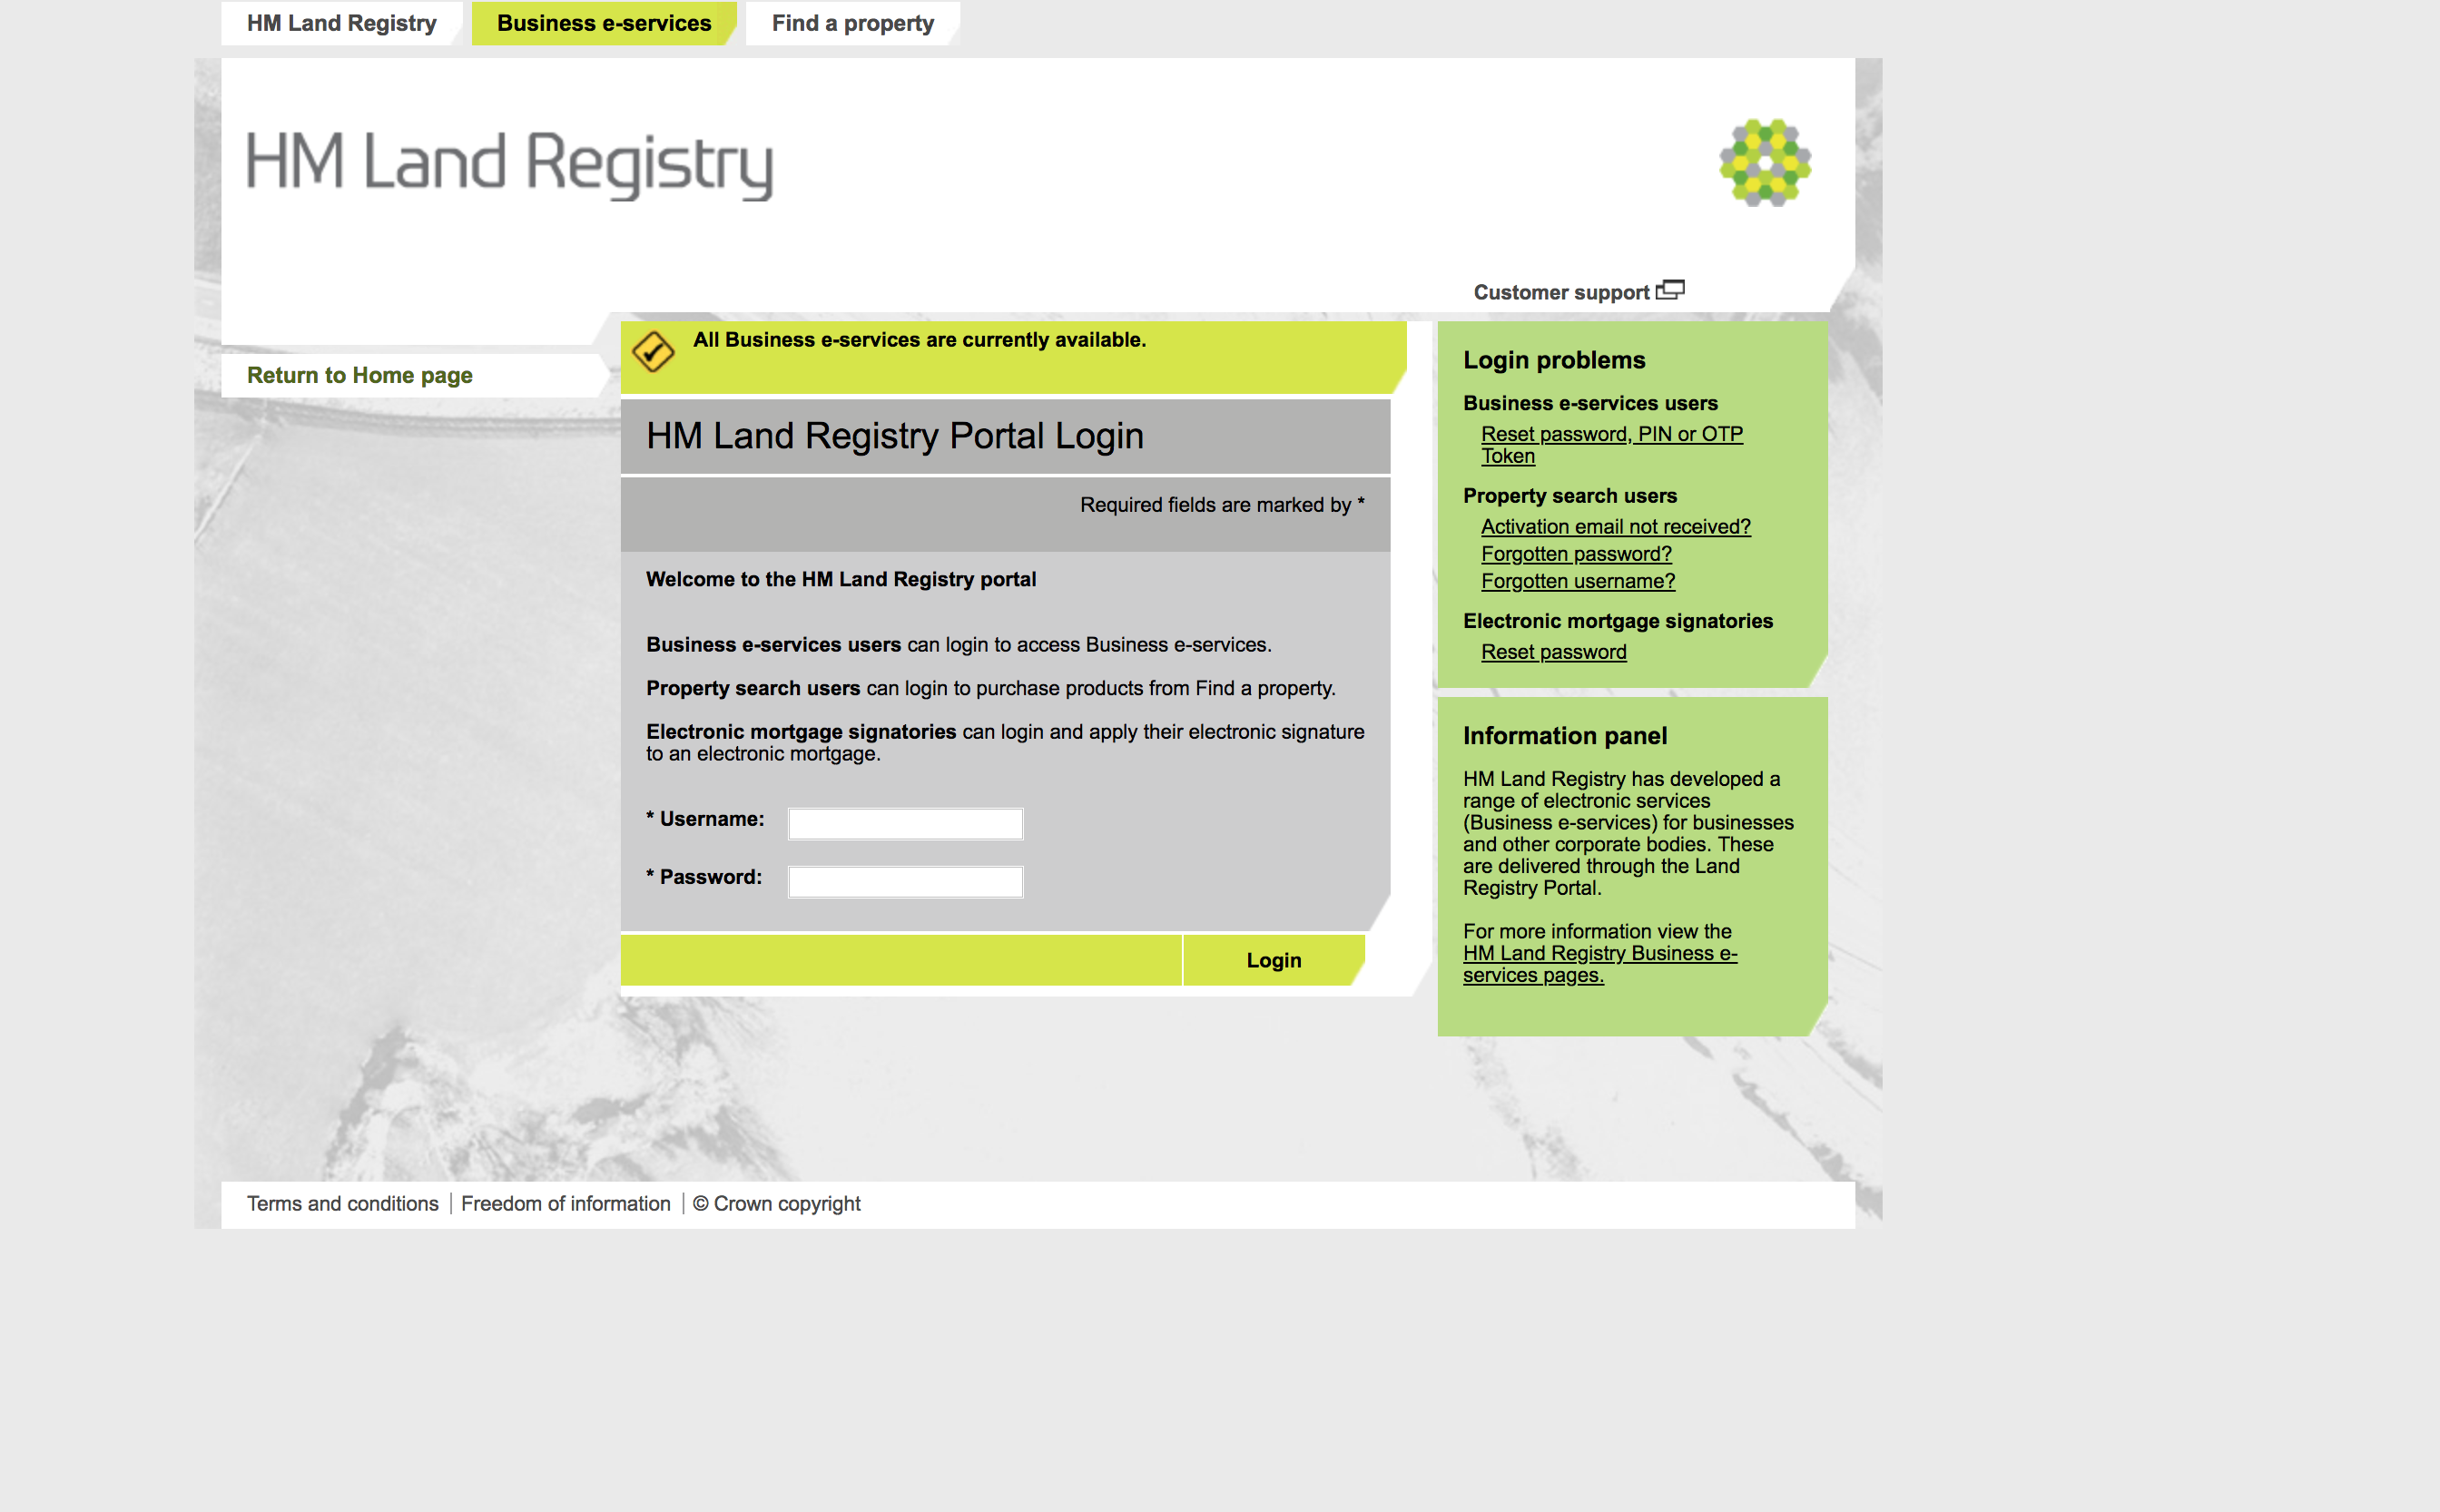 HM Land Registry
Business e-services
Find a property
HM Land Registry
Customer support
Return to Home page
All Business e-services are currently available.
HM Land Registry Portal Login
Required fields are marked by *
Welcome to the HM Land Registry portal
Business e-services users can login to access Business e-services.
Property search users can login to purchase products from Find a property.
Electronic mortgage signatories can login and apply their electronic signature
to an electronic mortgage.
* Username:
* Password:
Login
Login problems
Business e-services users
Reset password, PIN or OTP
Token
Property search users
Activation email not received?
Forgotten password?
Forgotten username?
Electronic mortgage signatories
Reset password
Information panel
HM Land Registry has developed a
range of electronic services
(Business e-services) for businesses
and other corporate bodies. These
are delivered through the Land
Registry Portal.
For more information view the
HM Land Registry Business e-
services pages.
Terms and conditions
Freedom of information
© Crown copyright